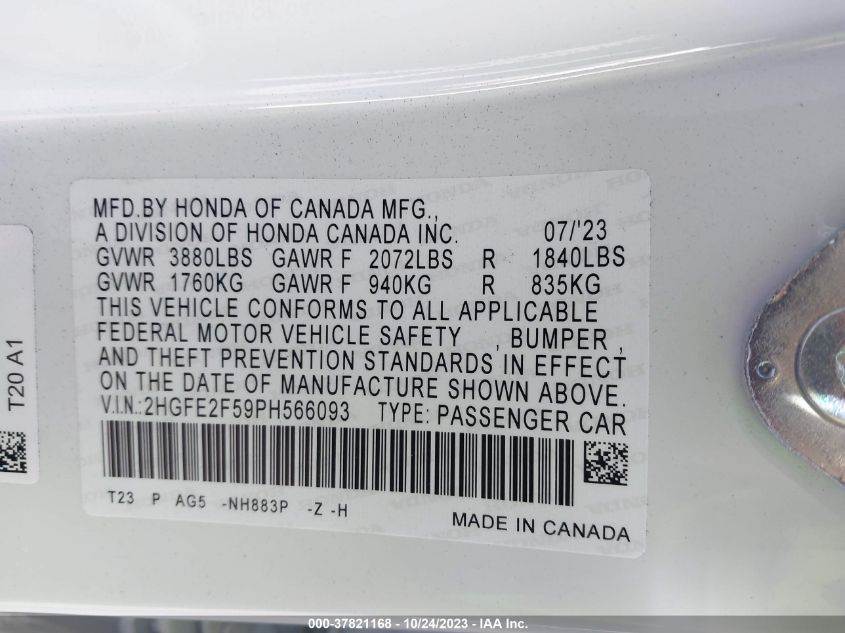 MFD.BY HONDA OF CANADA MFG.,
A DIVISION OF HONDA CANADA INC. 07/'23
GVWR 3880LBS GAWR F 2072LBS R 1840LBS
GVWR 1760KG GAWR F 940KG R 835KG
THIS VEHICLE CONFORMS TO ALL APPLICABLE
FEDERAL MOTOR VEHICLE SAFETY , BUMPER ,
AND THEFT PREVENTION STANDARDS IN EFFECT
ON THE DATE OF MANUFACTURE SHOWN ABOVE.
V.I.N.:2HGFE2F59PH566093 TYPE: PASSENGER CAR
T23 P AG5 -NH883P -Z -H
MADE IN CANADA
T20 A1
000-37821168 - 10/24/2023 - IAA Inc.